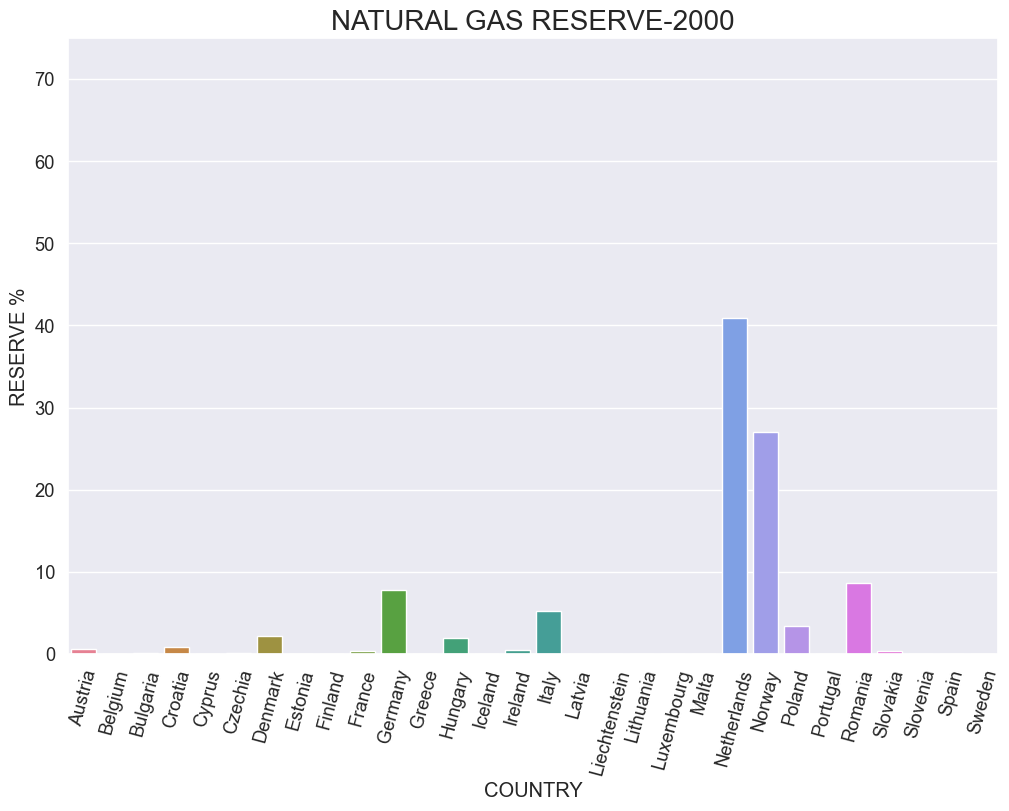 NATURAL GAS RESERVE-2000
RESERVE %
70
60
50
40
30
20
10
0
Austria
Belgium
Bulgaria
Croatia
Cyprus
Czechia
Denmark
Estonia
Finland
France
Germany
Greece
Hungary
Iceland
Ireland
Italy
Latvia
Liechtenstein
Lithuania
Luxembourg
Malta
Netherlands
Norway
Poland
Portugal
Romania
Slovakia
Slovenia
Spain
Sweden
COUNTRY